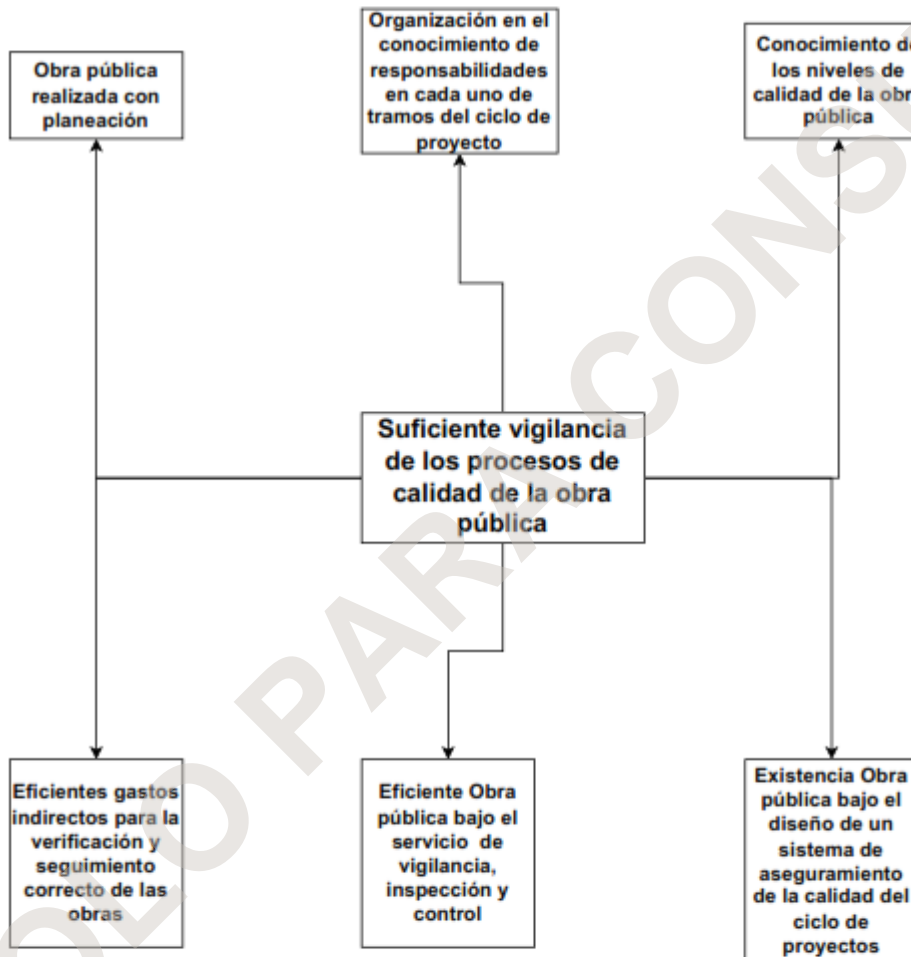 Obra pública
realizada con
planeación
Organización en el
conocimiento de
responsabilidades
en cada uno de
tramos del ciclo de
proyecto
Conocimiento de
los niveles de
calidad de la obr
pública
Suficiente vigilancia
de los procesos de
calidad de la obra
pública
Eficientes gastos
indirectos para la
verificación y
seguimiento
correcto de las
obras
Eficiente Obra
pública bajo el
servicio de
vigilancia,
inspección y
control
Existencia Obra
pública bajo el
diseño de un
sistema de
aseguramiento
de la calidad del
ciclo de
proyectos
OLO PARA CONSU